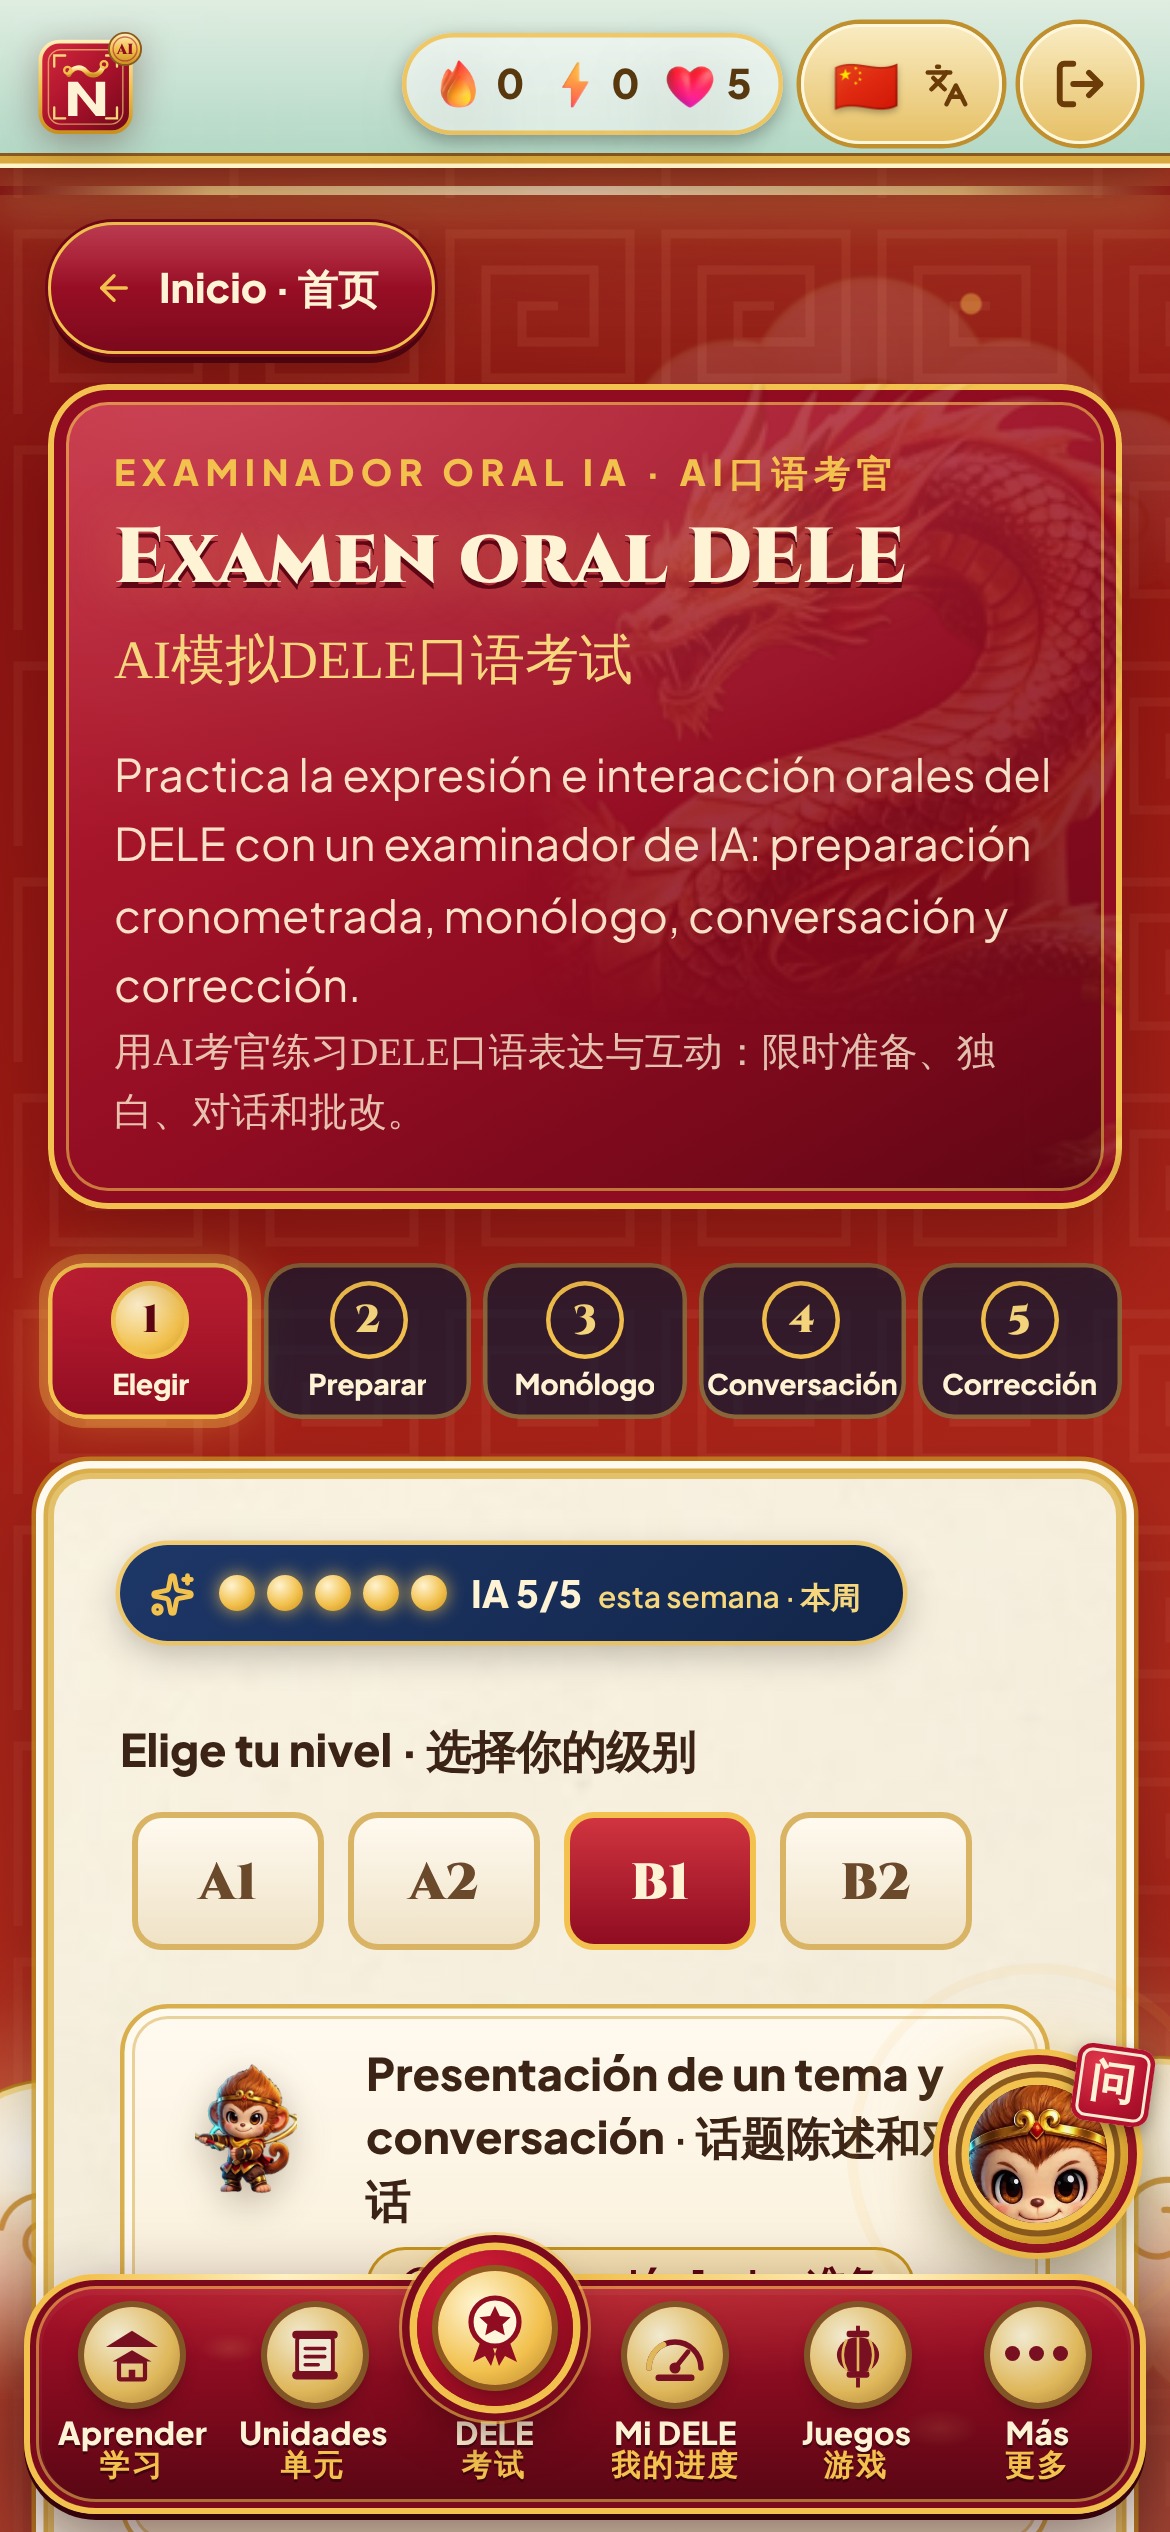 Ñ AI
0 0 5
文A
Inicio · 首页
EXAMINADOR ORAL IA · AI口语考官
EXAMEN ORAL DELE
AI模拟DELE口语考试
Practica la expresión e interacción orales del
DELE con un examinador de IA: preparación
cronometrada, monólogo, conversación y
corrección.
用AI考官练习DELE口语表达与互动：限时准备、独
白、对话和批改。
1 2 3 4 5
Elegir Preparar Monólogo Conversación Corrección
IA 5/5 esta semana · 本周
Elige tu nivel · 选择你的级别
A1 A2 B1 B2
Presentación de un tema y
conversación · 话题陈述和
话
问
Aprender Unidades DELE Mi DELE Juegos Más
学习 单元 考试 我的进度 游戏 更多